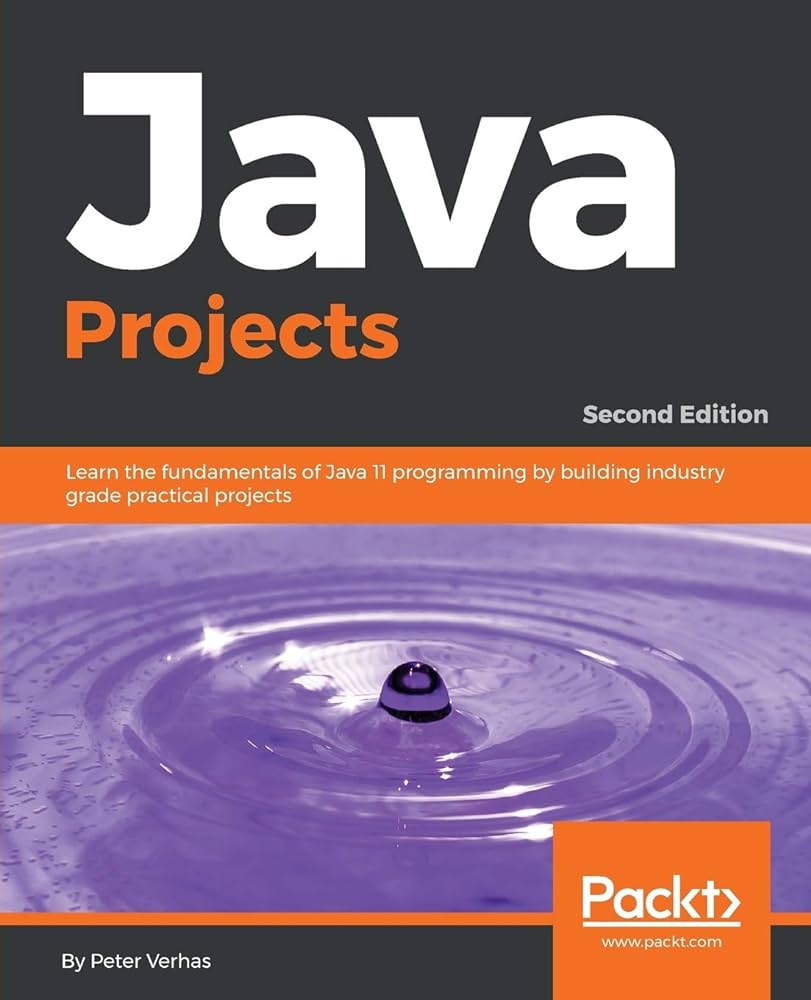 Java
Projects
Second Edition
Learn the fundamentals of Java 11 programming by building industry
grade practical projects
Packt>
www.packt.com
By Peter Verhas